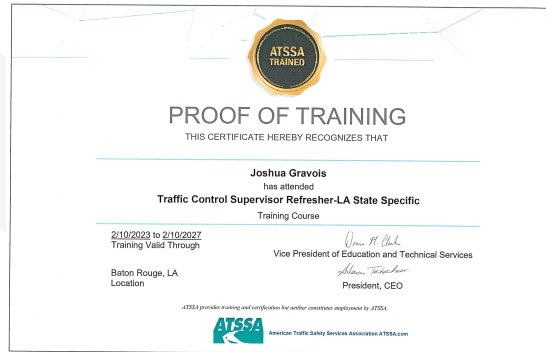 ATSSA
TRAINED
PROOF OF TRAINING
THIS CERTIFICATE HEREBY RECOGNIZES THAT
Joshua Gravois
has attended
Traffic Control Supervisor Refresher-LA State Specific
Training Course
2/10/2023 to 2/10/2027
Training Valid Through
Vice President of Education and Technical Services
Baton Rouge, LA
Location
President, CEO
ATSSA provides training and certification but neither constitutes employment by ATSSA.
ATSSA
American Traffic Safety Services Association ATSSA.com